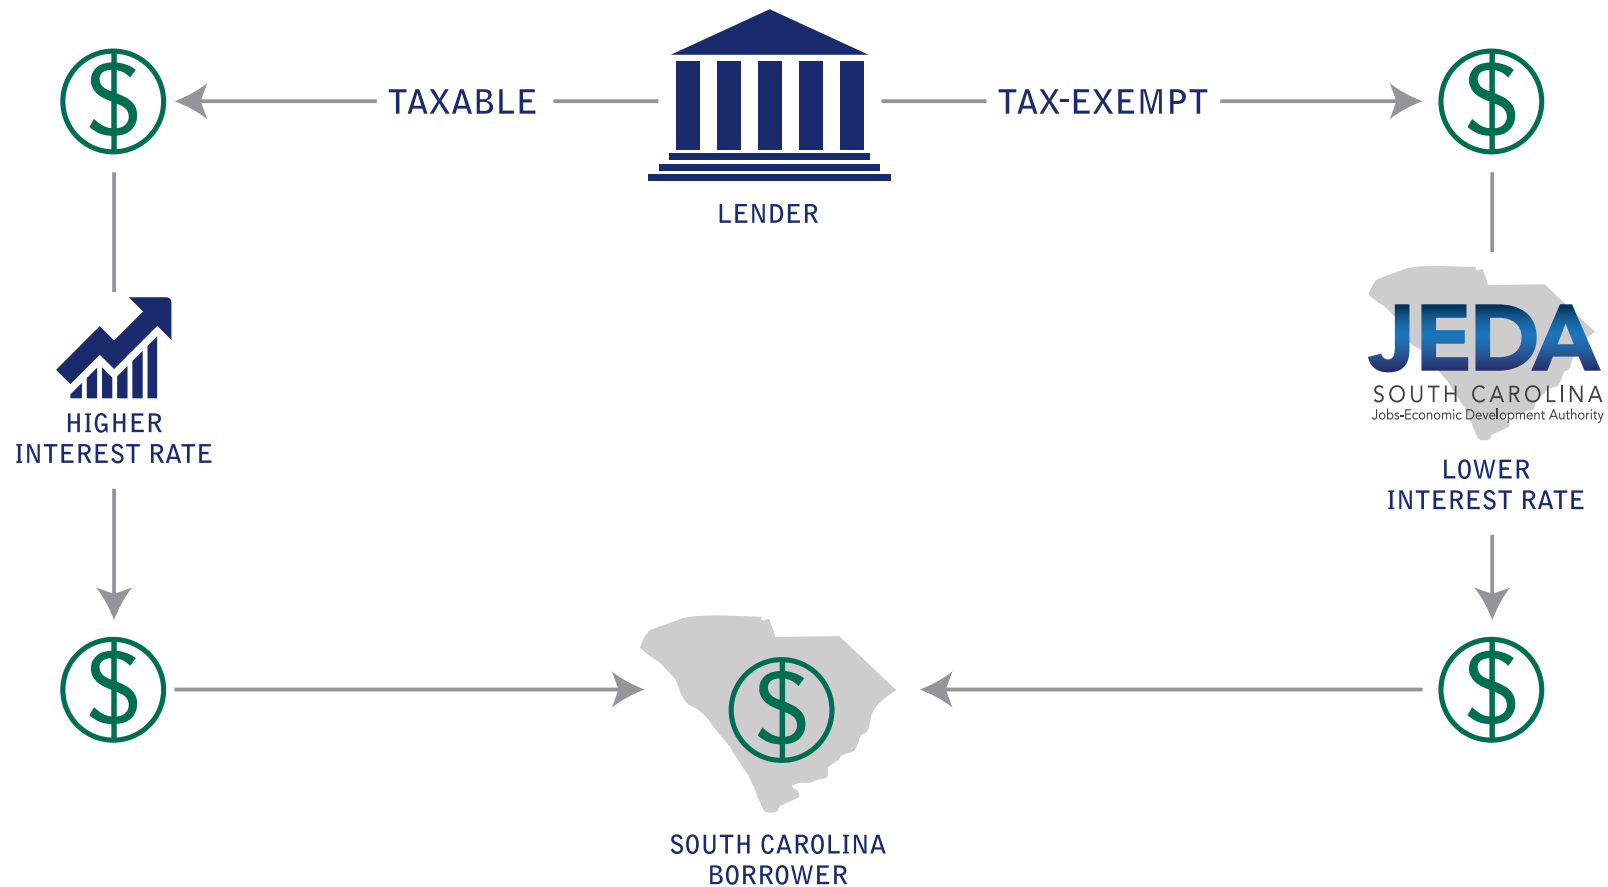 TAXABLE
TAX-EXEMPT
LENDER
HIGHER
INTEREST RATE
JEDA
SOUTH CAROLINA
Jobs-Economic Development Authority
LOWER
INTEREST RATE
SOUTH CAROLINA
BORROWER